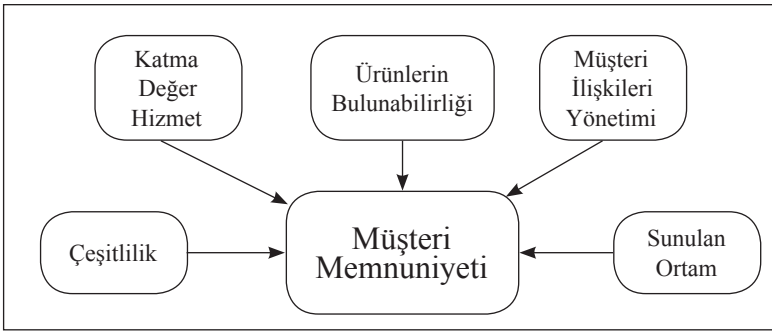 Katma
Değer
Hizmet
Ürünlerin
Bulunabilirliği
Müşteri
İlişkileri
Yönetimi
Çeşitlilik
Müşteri
Memnuniyeti
Sunulan
Ortam